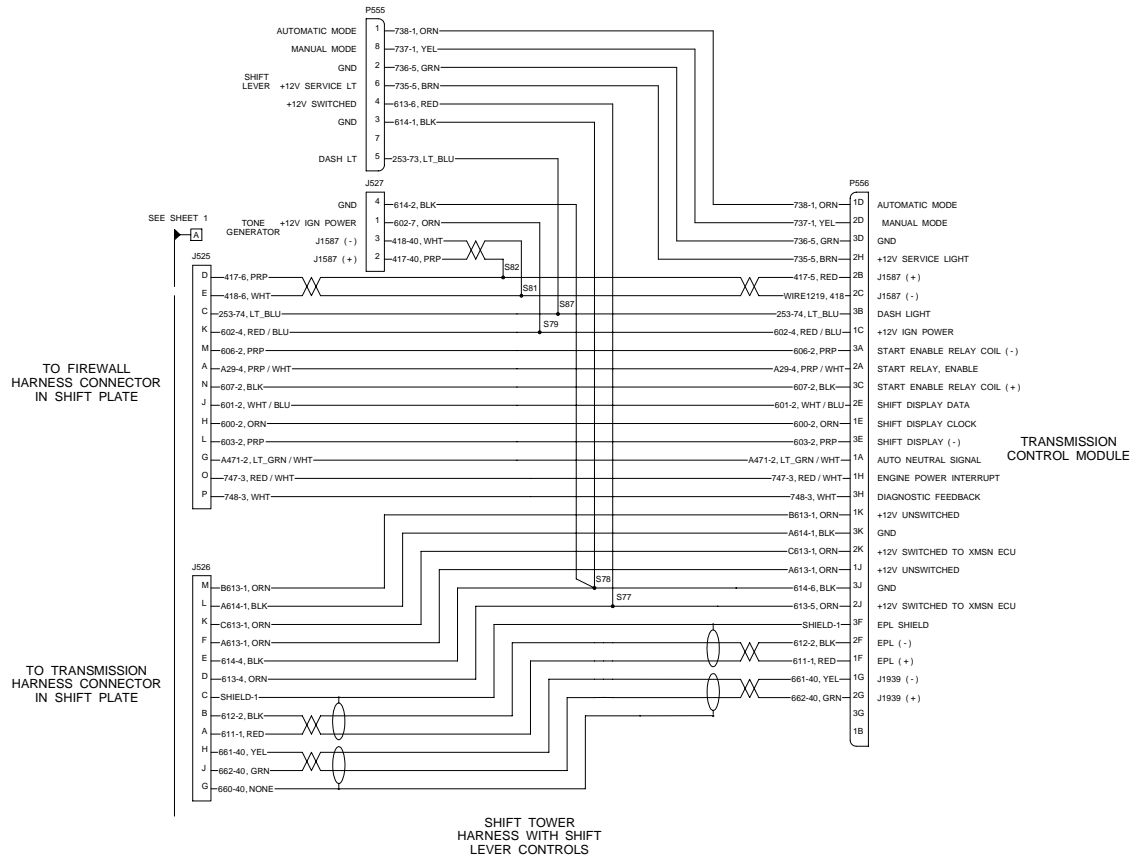 P555
AUTOMATIC MODE 1 738-1, ORN
MANUAL MODE 8 737-1, YEL
GND 2 736-5, GRN
SHIFT LEVER
+12V SERVICE LT 6 735-5, BRN
+12V SWITCHED 4 613-6, RED
GND 3 614-1, BLK
7
DASH LT 5 253-73, LT_BLU
J527
GND 4 614-2, BLK
TONE GENERATOR
+12V IGN POWER 1 602-7, ORN
J1587 (-) 3 418-40, WHT
J1587 (+) 2 417-40, PRP
S82
S81
S87
S79
SEE SHEET 1
A
J525
D 417-6, PRP
E 418-6, WHT
C 253-74, LT_BLU
K 602-4, RED / BLU
M 606-2, PRP
A A29-4, PRP / WHT
N 607-2, BLK
J 601-2, WHT / BLU
H 600-2, ORN
L 603-2, PRP
G A471-2, LT_GRN / WHT
O 747-3, RED / WHT
P 748-3, WHT
TO FIREWALL
HARNESS CONNECTOR
IN SHIFT PLATE
J526
M B613-1, ORN
L A614-1, BLK
K C613-1, ORN
F A613-1, ORN
E 614-4, BLK
D 613-4, ORN
C SHIELD-1
B 612-2, BLK
A 611-1, RED
H 661-40, YEL
J 662-40, GRN
G 660-40, NONE
TO TRANSMISSION
HARNESS CONNECTOR
IN SHIFT PLATE
S78
S77
P556
738-1, ORN 1D AUTOMATIC MODE
737-1, YEL 2D MANUAL MODE
736-5, GRN 3D GND
735-5, BRN 2H +12V SERVICE LIGHT
417-5, RED 2B J1587 (+)
WIRE1219, 418 2C J1587 (-)
253-74, LT_BLU 3B DASH LIGHT
602-4, RED / BLU 1C +12V IGN POWER
606-2, PRP 3A START ENABLE RELAY COIL (-)
A29-4, PRP / WHT 2A START RELAY, ENABLE
607-2, BLK 3C START ENABLE RELAY COIL (+)
601-2, WHT / BLU 2E SHIFT DISPLAY DATA
600-2, ORN 1E SHIFT DISPLAY CLOCK
603-2, PRP 3E SHIFT DISPLAY (-)
A471-2, LT_GRN / WHT 1A AUTO NEUTRAL SIGNAL
747-3, RED / WHT 1H ENGINE POWER INTERRUPT
748-3, WHT 3H DIAGNOSTIC FEEDBACK
B613-1, ORN 1K +12V UNSWITCHED
A614-1, BLK 3K GND
C613-1, ORN 2K +12V SWITCHED TO XMSN ECU
A613-1, ORN 1J +12V UNSWITCHED
614-6, BLK 3J GND
613-5, ORN 2J +12V SWITCHED TO XMSN ECU
SHIELD-1 3F EPL SHIELD
612-2, BLK 2F EPL (-)
611-1, RED 1F EPL (+)
661-40, YEL 1G J1939 (-)
662-40, GRN 2G J1939 (+)
3G
1B
TRANSMISSION
CONTROL MODULE
SHIFT TOWER
HARNESS WITH SHIFT
LEVER CONTROLS